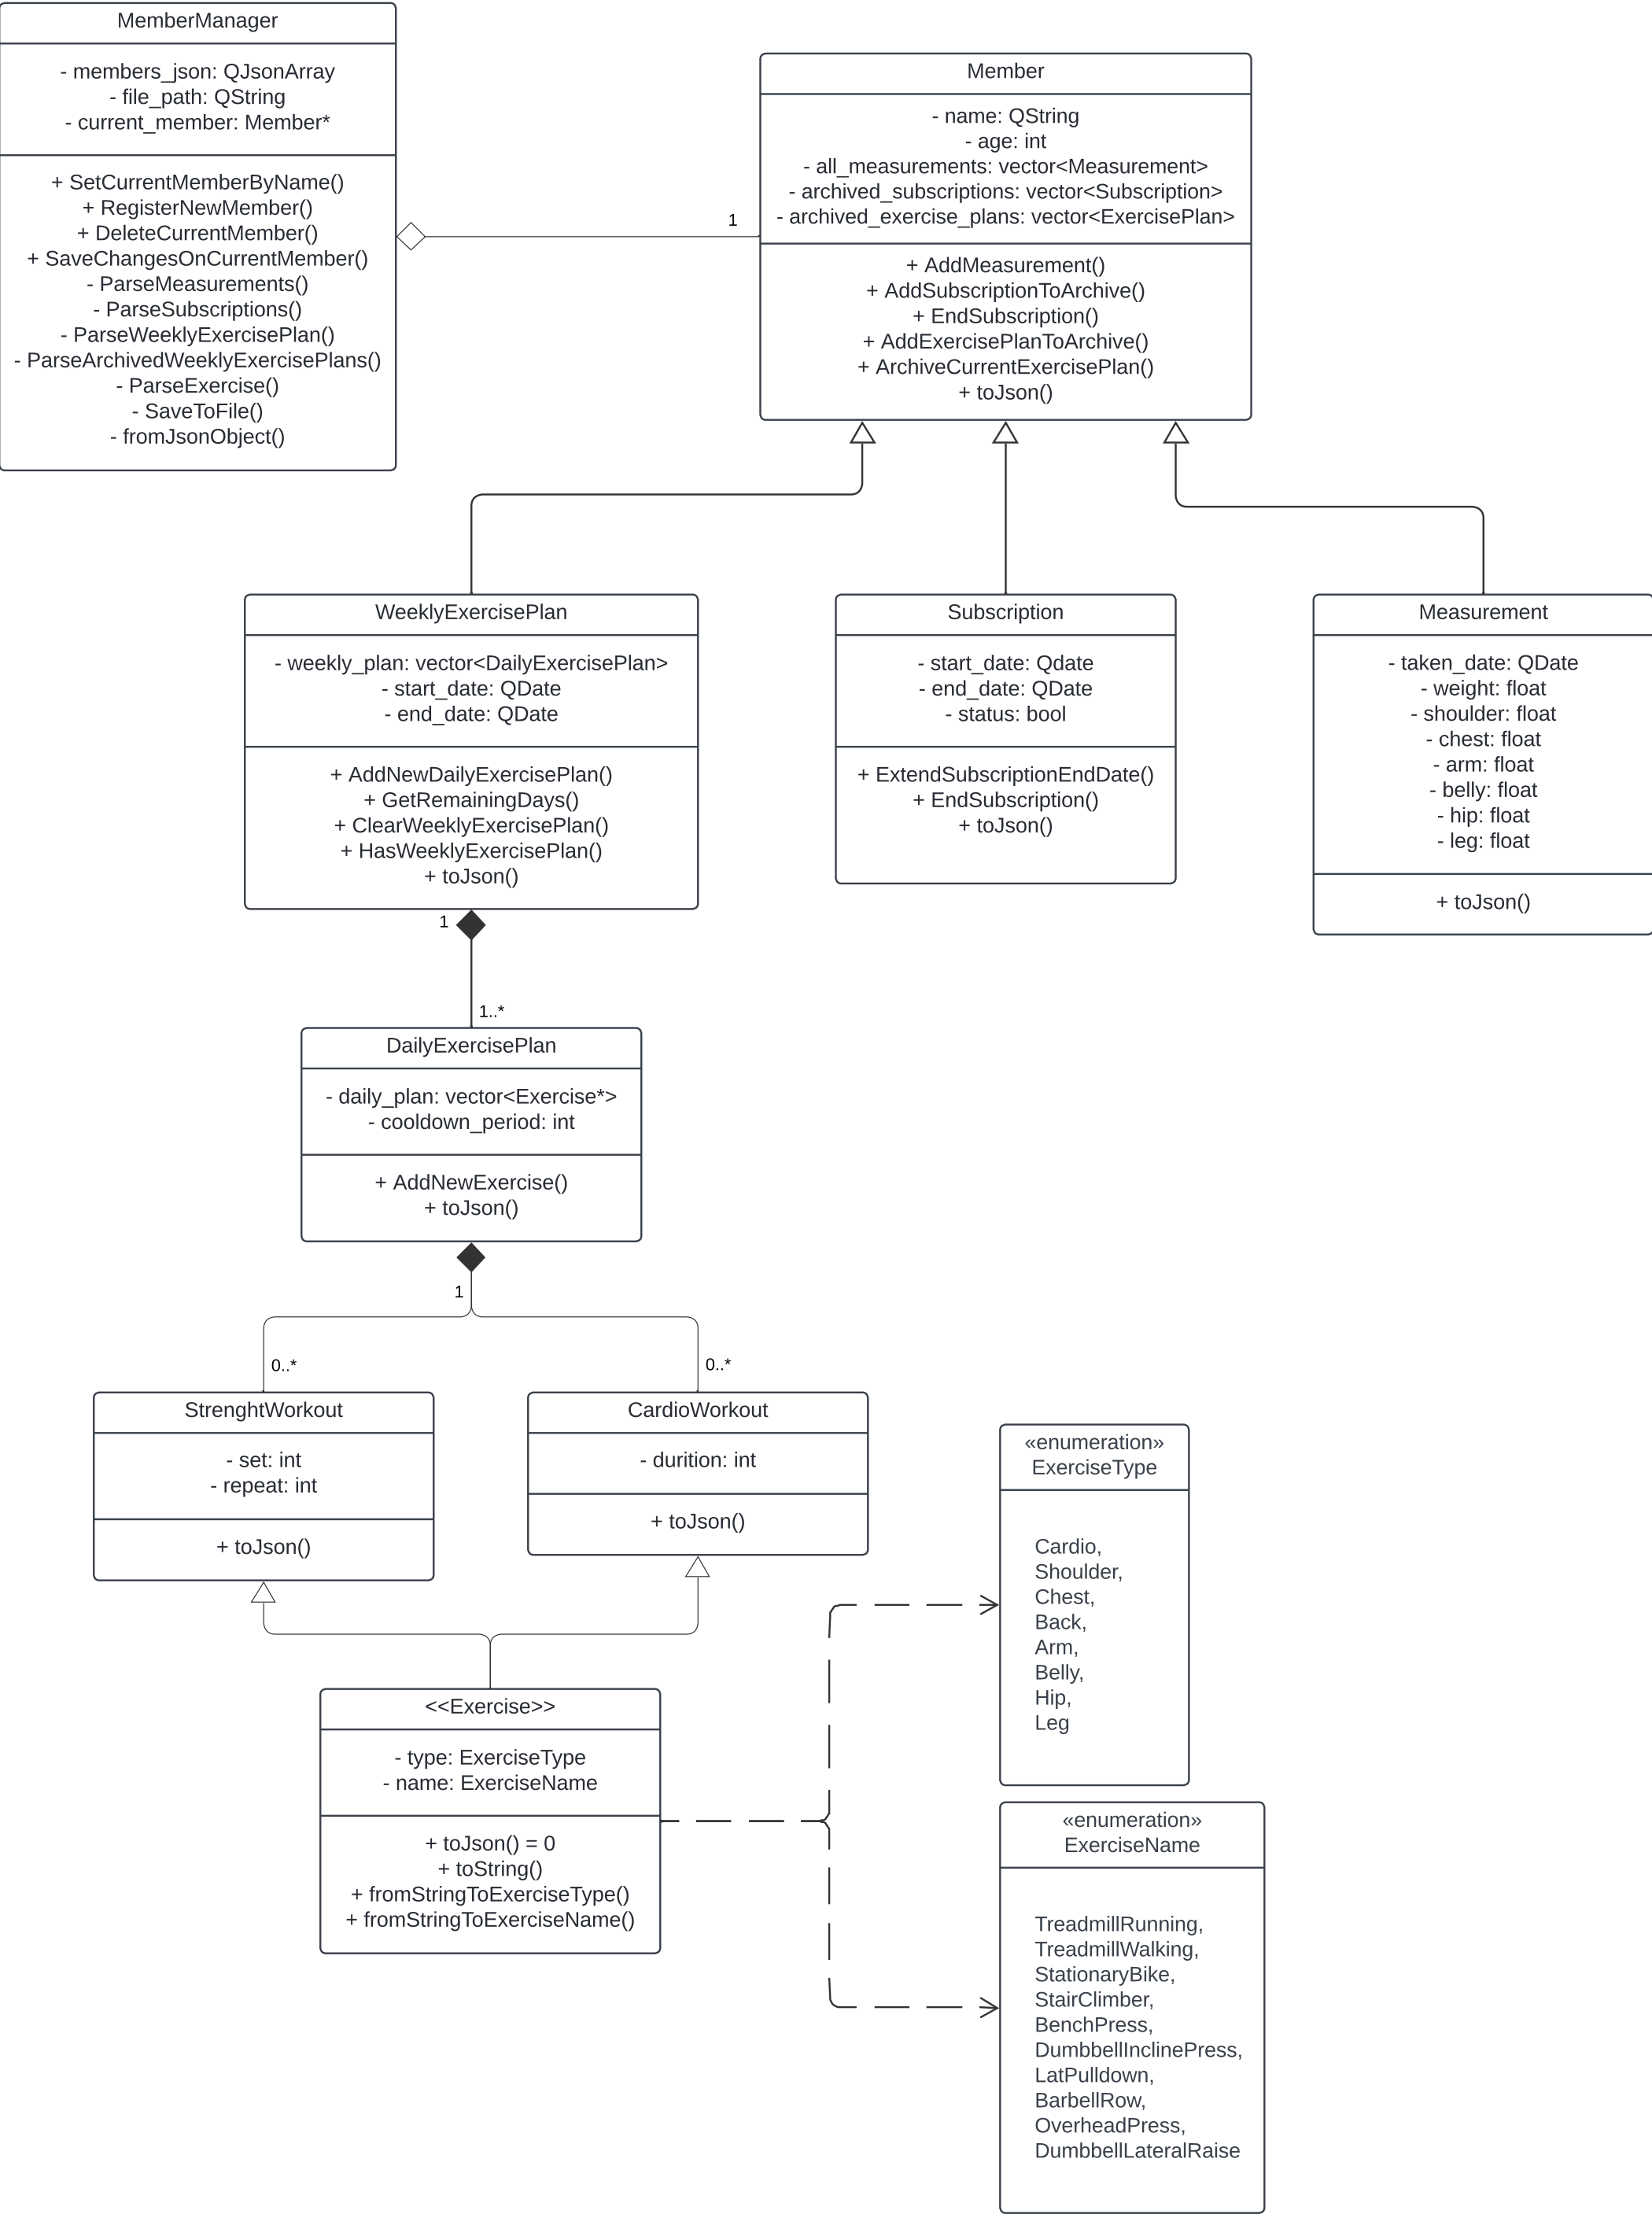 MemberManager
- members_json: QJsonArray
- file_path: QString
- current_member: Member*
+ SetCurrentMemberByName()
+ RegisterNewMember()
+ DeleteCurrentMember()
+ SaveChangesOnCurrentMember()
- ParseMeasurements()
- ParseSubscriptions()
- ParseWeeklyExercisePlan()
- ParseArchivedWeeklyExercisePlans()
- ParseExercise()
- SaveToFile()
- fromJsonObject()
1
Member
- name: QString
- age: int
- all_measurements: vector<Measurement>
- archived_subscriptions: vector<Subscription>
- archived_exercise_plans: vector<ExercisePlan>
+ AddMeasurement()
+ AddSubscriptionToArchive()
+ EndSubscription()
+ AddExercisePlanToArchive()
+ ArchiveCurrentExercisePlan()
+ toJson()
WeeklyExercisePlan
- weekly_plan: vector<DailyExercisePlan>
- start_date: QDate
- end_date: QDate
+ AddNewDailyExercisePlan()
+ GetRemainingDays()
+ ClearWeeklyExercisePlan()
+ HasWeeklyExercisePlan()
+ toJson()
Subscription
- start_date: Qdate
- end_date: QDate
- status: bool
+ ExtendSubscriptionEndDate()
+ EndSubscription()
+ toJson()
Measurement
- taken_date: QDate
- weight: float
- shoulder: float
- chest: float
- arm: float
- belly: float
- hip: float
- leg: float
+ toJson()
1
1..*
DailyExercisePlan
- daily_plan: vector<Exercise*>
- cooldown_period: int
+ AddNewExercise()
+ toJson()
1
0..*
0..*
StrenghtWorkout
- set: int
- repeat: int
+ toJson()
CardioWorkout
- durition: int
+ toJson()
<<Exercise>>
- type: ExerciseType
- name: ExerciseName
+ toJson() = 0
+ toString()
+ fromStringToExerciseType()
+ fromStringToExerciseName()
«enumeration»
ExerciseType
Cardio,
Shoulder,
Chest,
Back,
Arm,
Belly,
Hip,
Leg
«enumeration»
ExerciseName
TreadmillRunning,
TreadmillWalking,
StationaryBike,
StairClimber,
BenchPress,
DumbbellInclinePress,
LatPulldown,
BarbellRow,
OverheadPress,
DumbbellLateralRaise